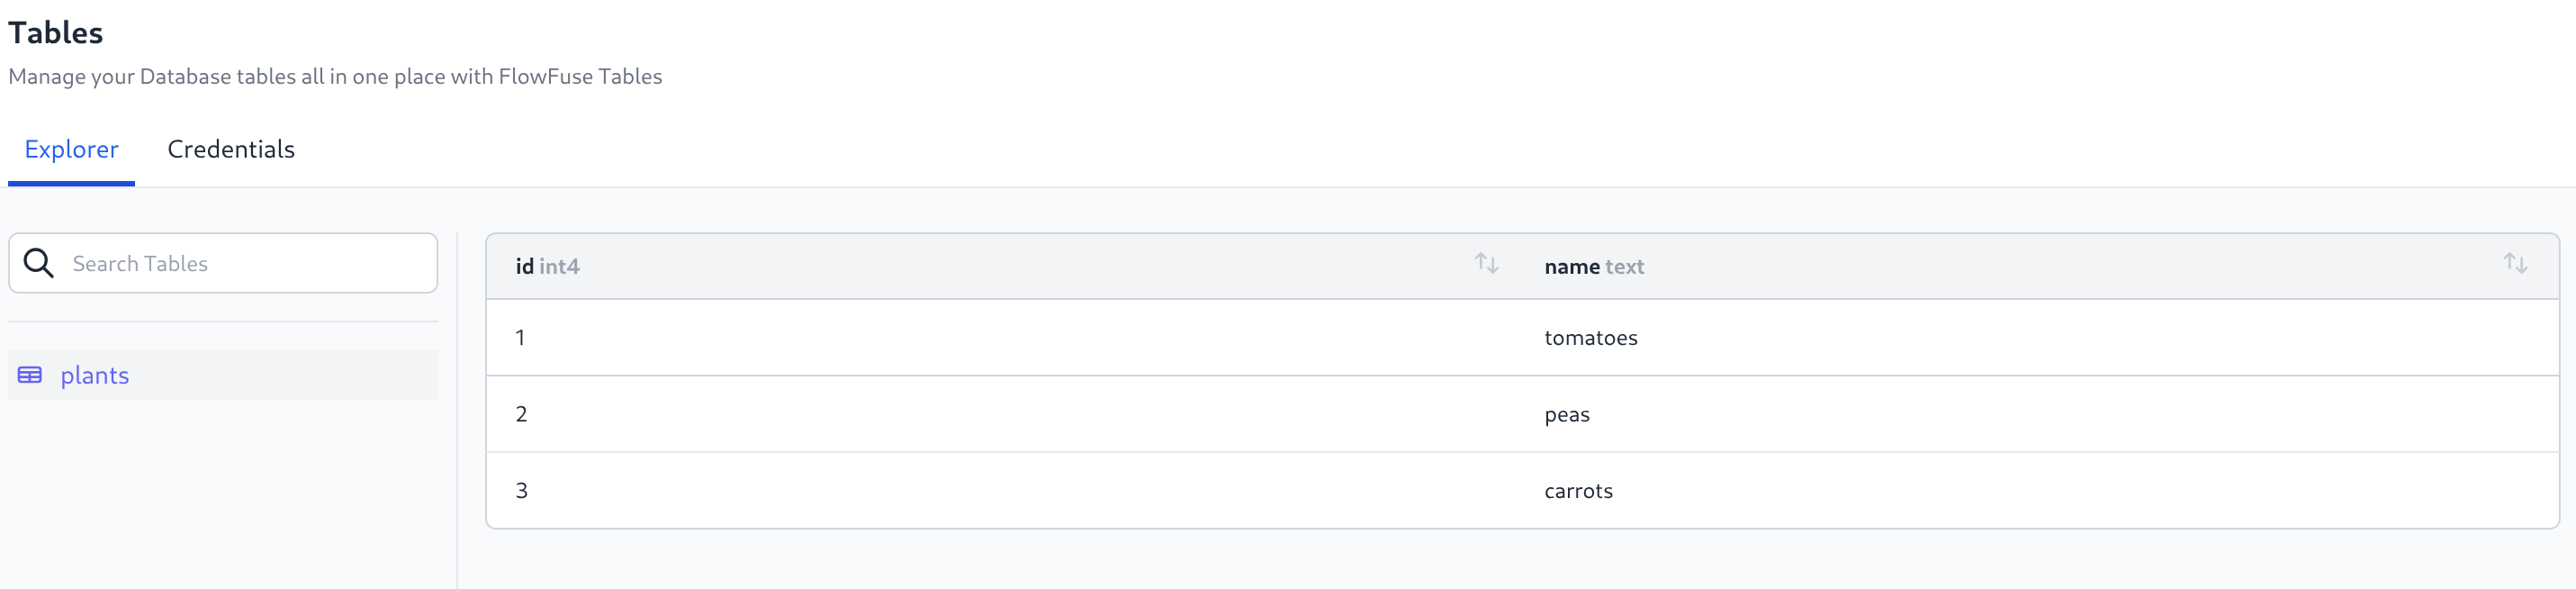 Tables
Manage your Database tables all in one place with FlowFuse Tables
Explorer Credentials
Search Tables
plants
id int4 name text
1 tomatoes
2 peas
3 carrots